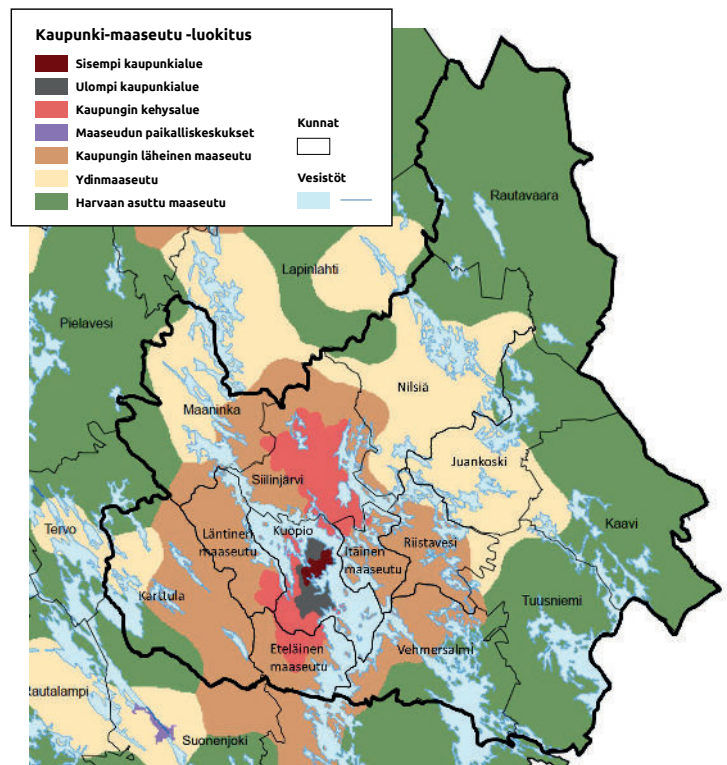 Kaupunki-maaseutu -luokitus
Sisempi kaupunkialue
Ulompi kaupunkialue
Kaupungin kehysalue
Maaseudun paikalliskeskukset
Kaupungin läheinen maaseutu
Ydinmaaseutu
Harvaan asuttu maaseutu
Kunnat
Vesistöt
Rautavaara
Lapinlahti
Pielavesi
Nilsiä
Maaninka
Juankoski
Siilinjärvi
Kaavi
Tervo
Läntinen
maaseutu
Kuopio
Itäinen
maaseutu
Riistavesi
Karttula
Tuusniemi
Eteläinen
maaseutu
Vehmersalmi
autalampi
Suonenjoki